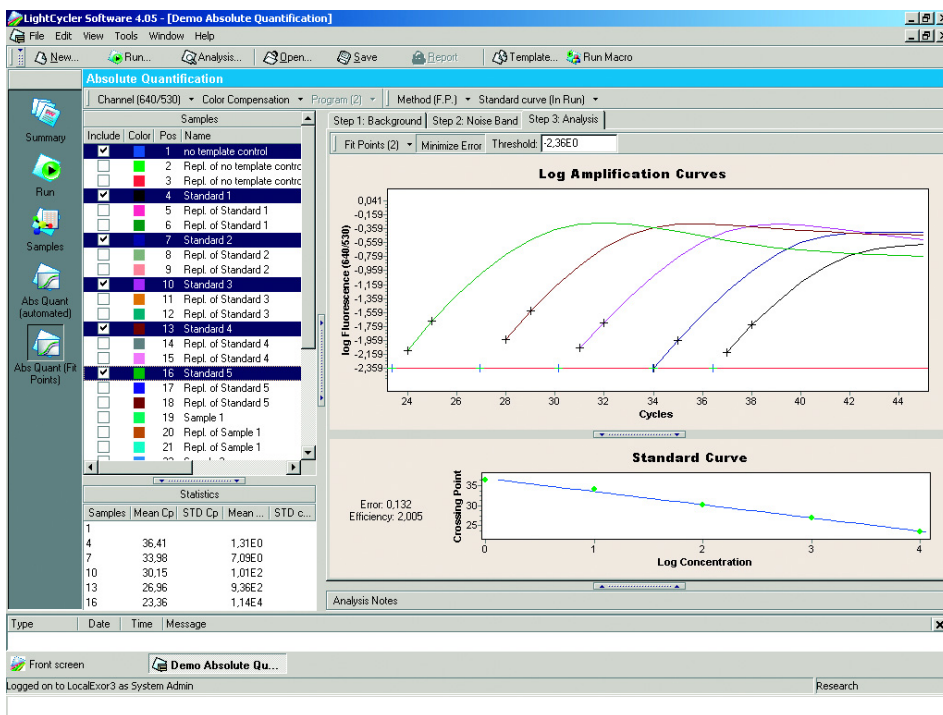 LightCycler Software 4.05 - [Demo Absolute Quantification]
File Edit View Tools Window Help
New... Run... Analysis... Open... Save Report Template... Run Macro
Absolute Quantification
Channel (640/530) Color Compensation Program (2) Method (F.P.) Standard curve (In Run)
Summary
Run
Samples
Abs Quant (automated)
Abs Quant (Fit Points)
Samples
Include Color Pos Name
1 no template control
2 Repl. of no template contrc
3 Repl. of no template contrc
4 Standard 1
5 Repl. of Standard 1
6 Repl. of Standard 1
7 Standard 2
8 Repl. of Standard 2
9 Repl. of Standard 2
10 Standard 3
11 Repl. of Standard 3
12 Repl. of Standard 3
13 Standard 4
14 Repl. of Standard 4
15 Repl. of Standard 4
16 Standard 5
17 Repl. of Standard 5
18 Repl. of Standard 5
19 Sample 1
20 Repl. of Sample 1
21 Repl. of Sample 1
Statistics
Samples Mean Cp STD Cp Mean ... STD c...
1
4 36,41 1,31E0
7 33,98 7,09E0
10 30,15 1,01E2
13 26,96 9,36E2
16 23,36 1,14E4
Step 1: Background Step 2: Noise Band Step 3: Analysis
Fit Points (2) Minimize Error Threshold: -2,36E0
Log Amplification Curves
log Fluorescence (640/530)
0,041
-0,159
-0,359
-0,559
-0,759
-0,959
-1,159
-1,359
-1,559
-1,759
-1,959
-2,159
-2,359
24 26 28 30 32 34 36 38 40 42 44
Cycles
Standard Curve
Error: 0,132
Efficiency: 2,005
Crossing Point
35
30
25
0 1 2 3 4
Log Concentration
Analysis Notes
Type Date Time Message
Front screen Demo Absolute Qu...
Logged on to LocalExor3 as System Admin Research